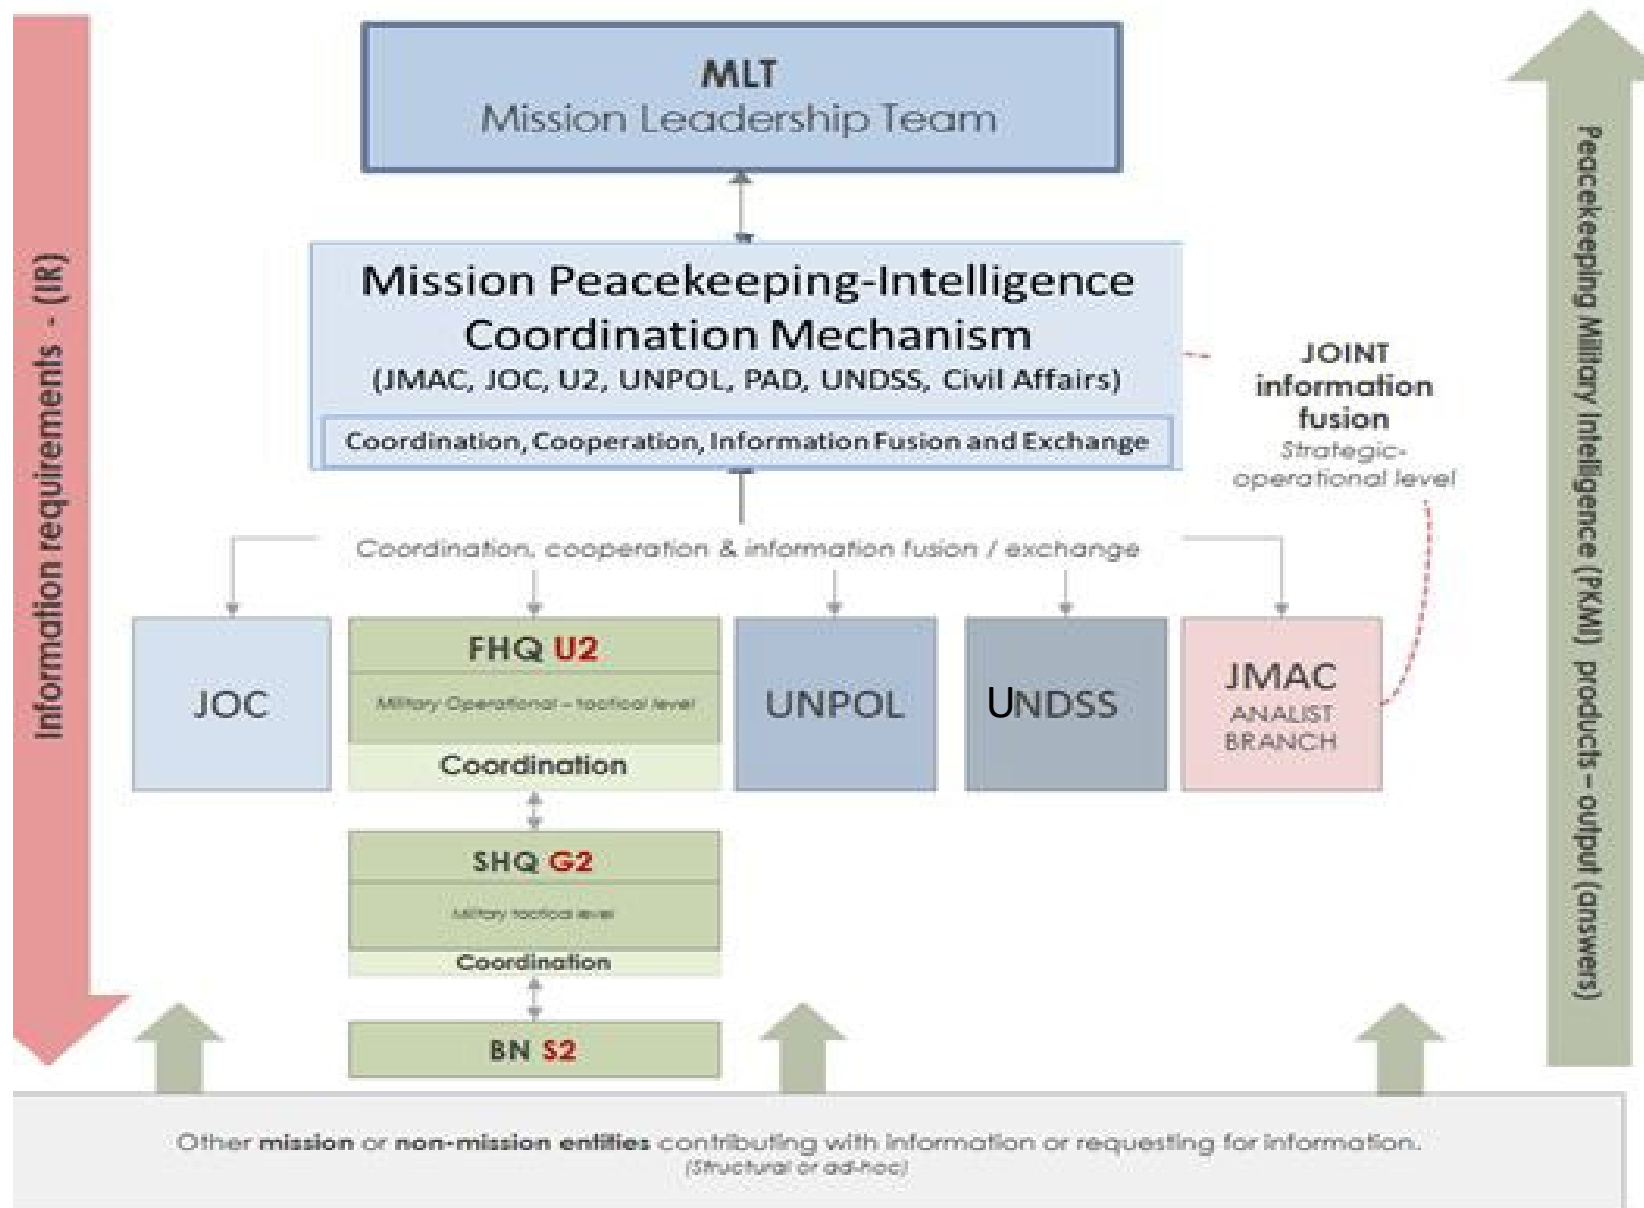 MLT
Mission Leadership Team
Mission Peacekeeping-Intelligence
Coordination Mechanism
(JMAC, JOC, U2, UNPOL, PAD, UNDSS, Civil Affairs)
Coordination, Cooperation, Information Fusion and Exchange
JOINT
information
fusion
Strategic-
operational level
Information requirements - (IR)
Peacekeeping Military Intelligence (PKMI) products – output (answers)
Coordination, cooperation & information fusion / exchange
JOC
FHQ U2
Military Operational – tactical level
Coordination
UNPOL
UNDSS
JMAC
ANALIST
BRANCH
SHQ G2
Military tactical level
Coordination
BN S2
Other mission or non-mission entities contributing with information or requesting for information.
(Structural or ad-hoc)